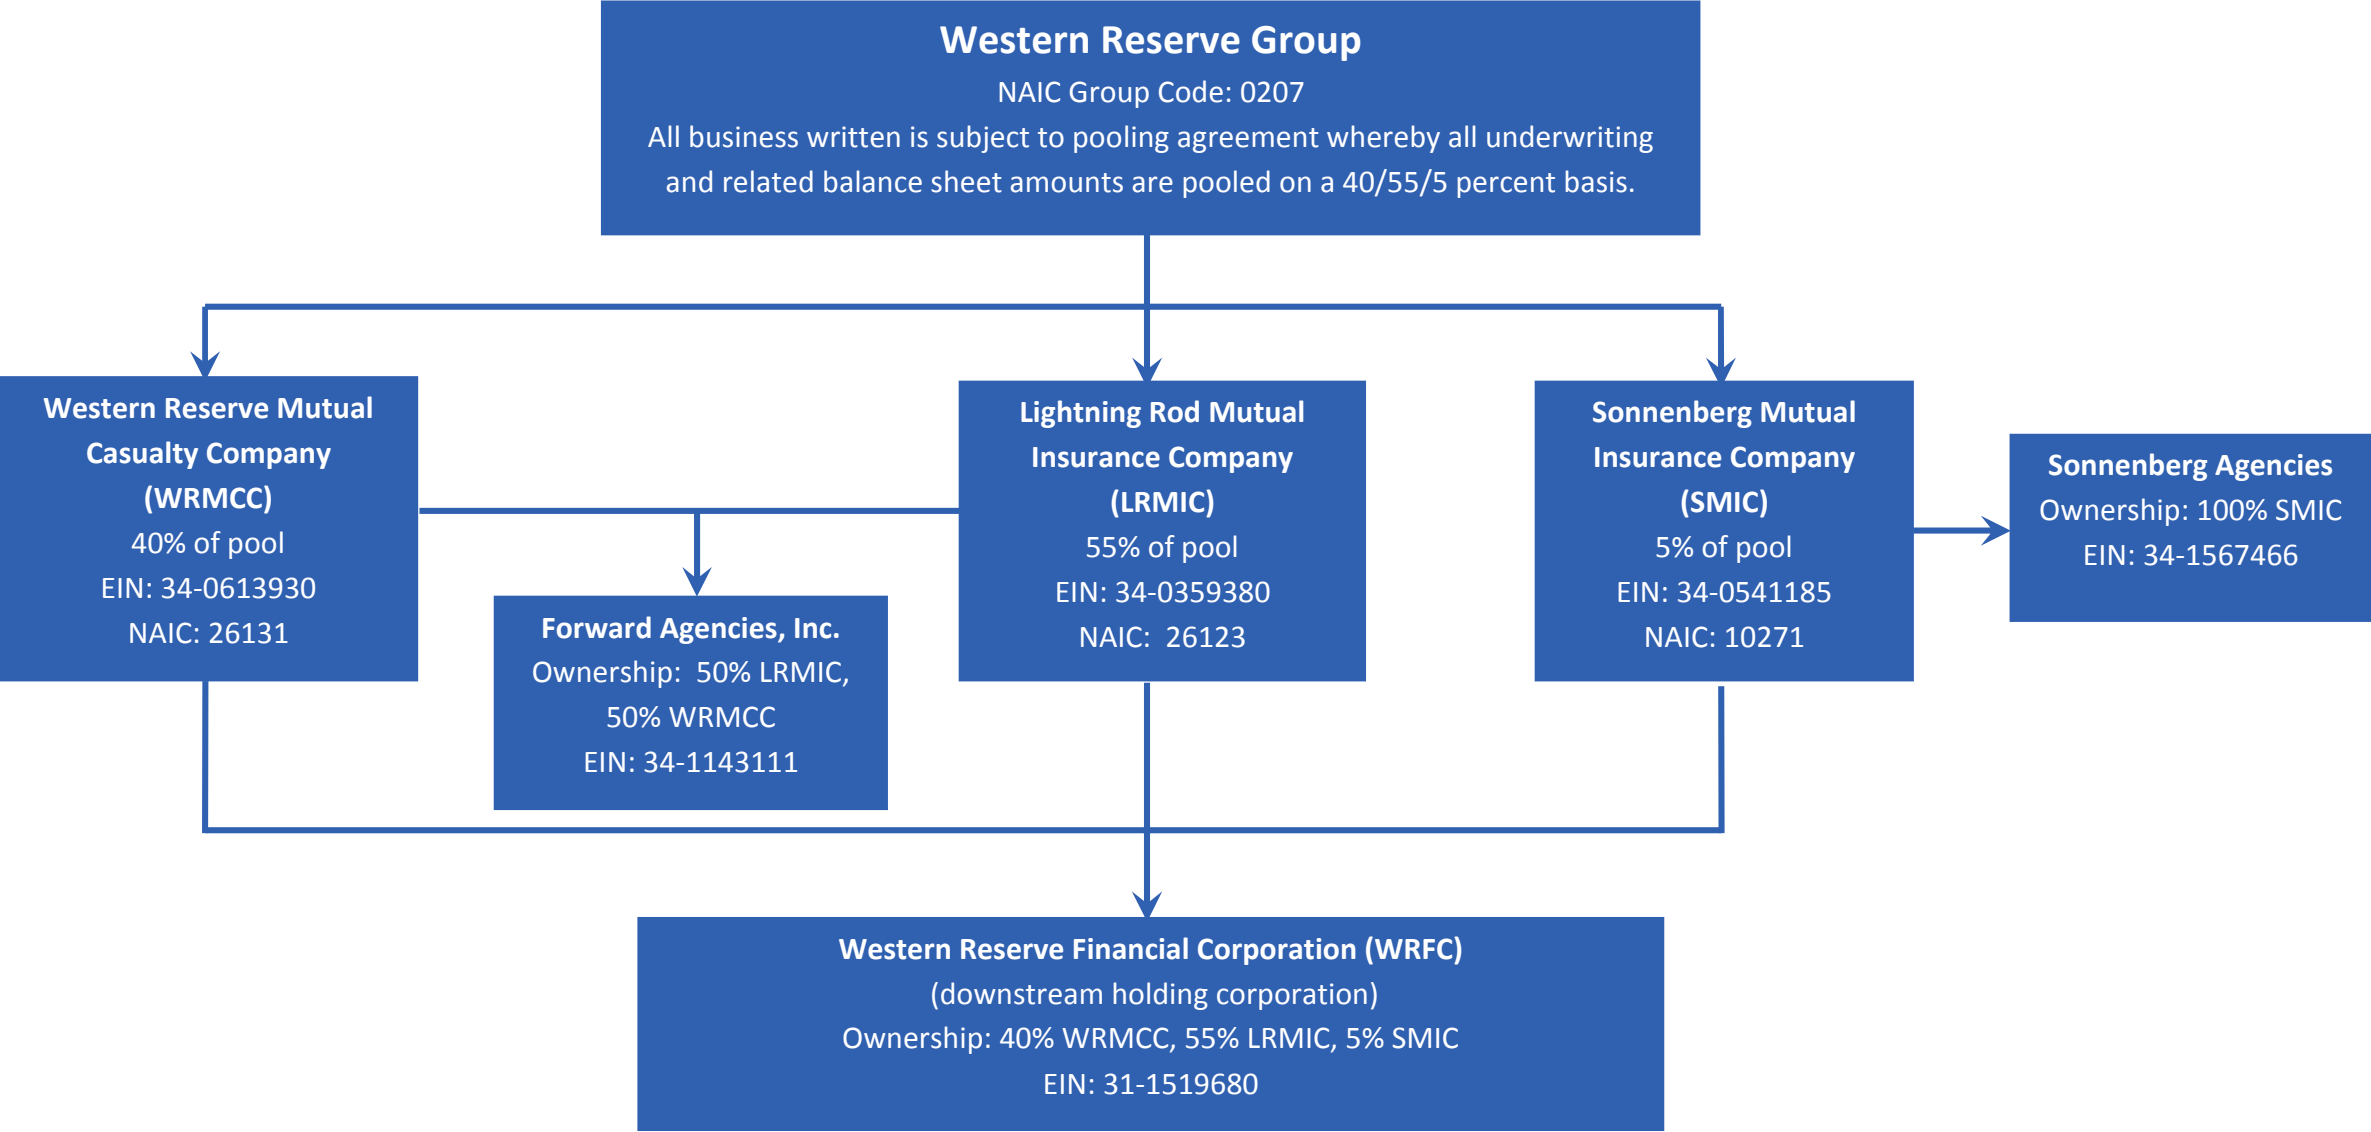 Western Reserve Group
NAIC Group Code: 0207
All business written is subject to pooling agreement whereby all underwriting
and related balance sheet amounts are pooled on a 40/55/5 percent basis.
Western Reserve Mutual
Casualty Company
(WRMCC)
40% of pool
EIN: 34-0613930
NAIC: 26131
Forward Agencies, Inc.
Ownership:  50% LRMIC,
50% WRMCC
EIN: 34-1143111
Lightning Rod Mutual
Insurance Company
(LRMIC)
55% of pool
EIN: 34-0359380
NAIC:  26123
Sonnenberg Mutual
Insurance Company
(SMIC)
5% of pool
EIN: 34-0541185
NAIC: 10271
Sonnenberg Agencies
Ownership: 100% SMIC
EIN: 34-1567466
Western Reserve Financial Corporation (WRFC)
(downstream holding corporation)
Ownership: 40% WRMCC, 55% LRMIC, 5% SMIC
EIN: 31-1519680